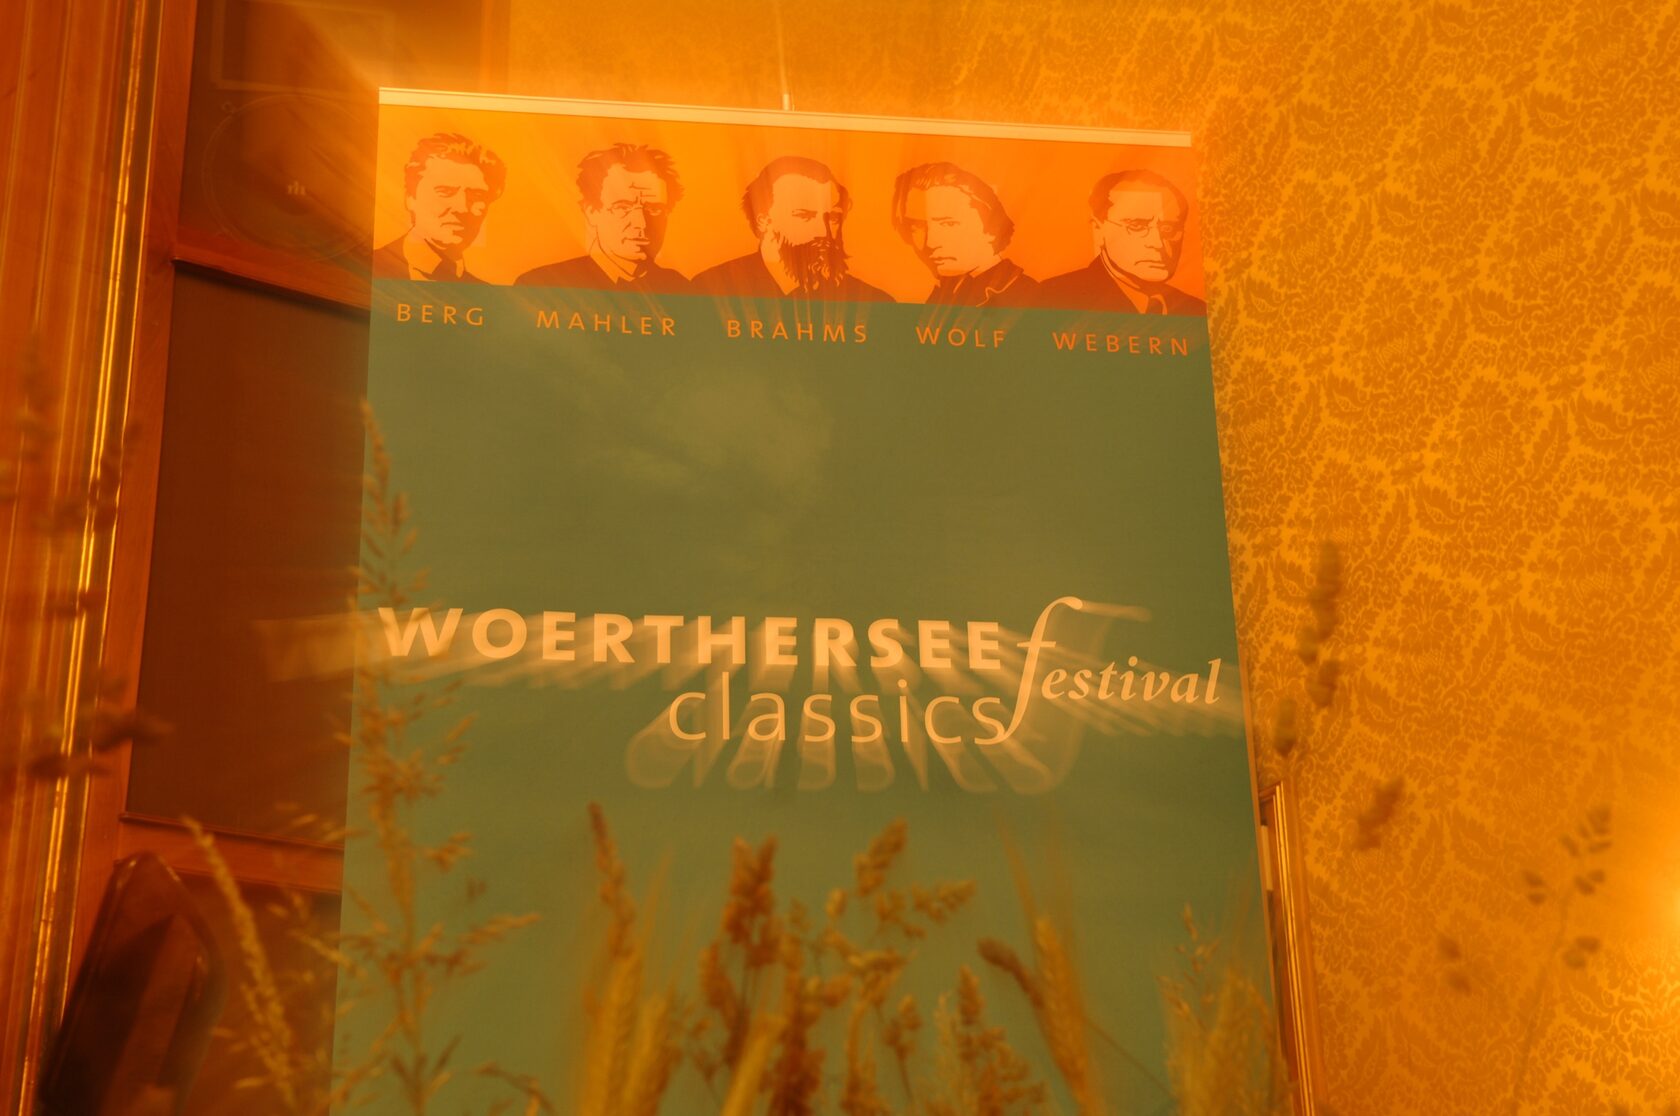 BERG MAHLER BRAHMS WOLF WEBERN
WOERTHERSEE festival
classics